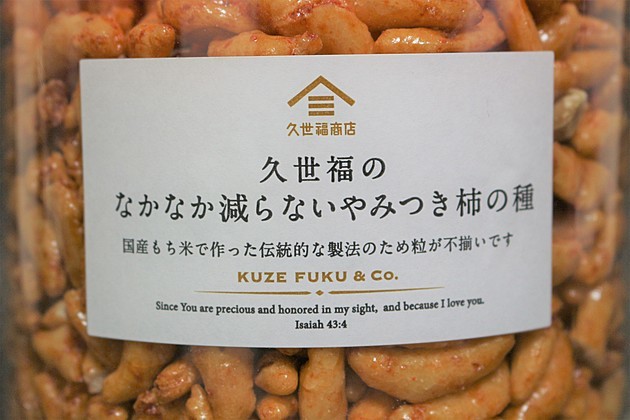 久世福商店
久世福の
なかなか減らないやみつき柿の種
国産もち米で作った伝統的な製法のため粒が不揃いです
KUZE FUKU & Co.
Since You are precious and honored in my sight, and because I love you.
Isaiah 43:4